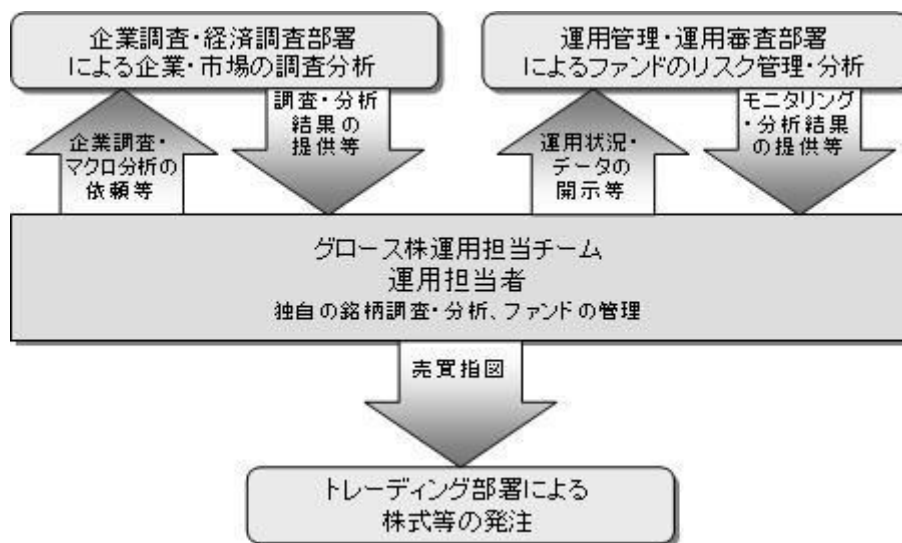 企業調査・経済調査部署
による企業・市場の調査分析
運用管理・運用審査部署
によるファンドのリスク管理・分析
企業調査・
マクロ分析の
依頼等
調査・分析
結果の
提供等
運用状況・
データの
開示等
モニタリング
・分析結果
の提供等
グロース株運用担当チーム
運用担当者
独自の銘柄調査・分析、ファンドの管理
売買指図
トレーディング部署による
株式等の発注